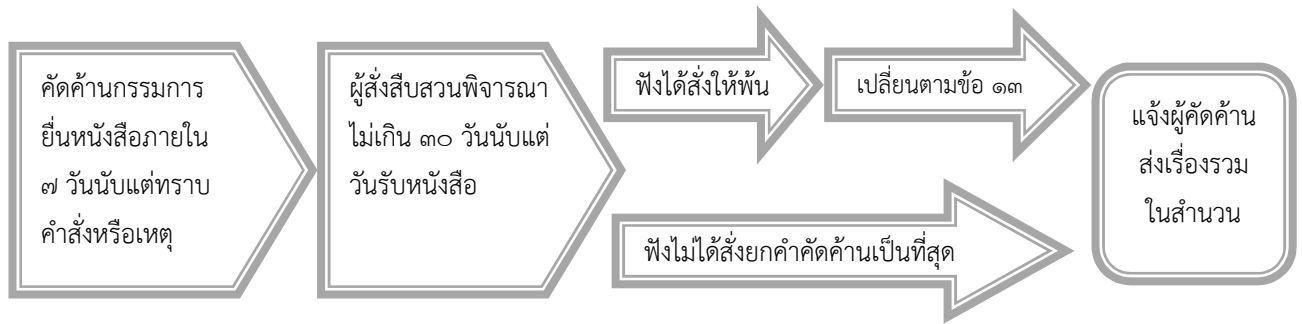 คัดค้านกรรมการ
ยื่นหนังสือภายใน
๗ วันนับแต่ทราบ
คำสั่งหรือเหตุ
ผู้สั่งสืบสวนพิจารณา
ไม่เกิน ๓๐ วันนับแต่
วันรับหนังสือ
ฟังได้สั่งให้พ้น
เปลี่ยนตามข้อ ๑๓
ฟังไม่ได้สั่งยกคำคัดค้านเป็นที่สุด
แจ้งผู้คัดค้าน
ส่งเรื่องรวม
ในสำนวน